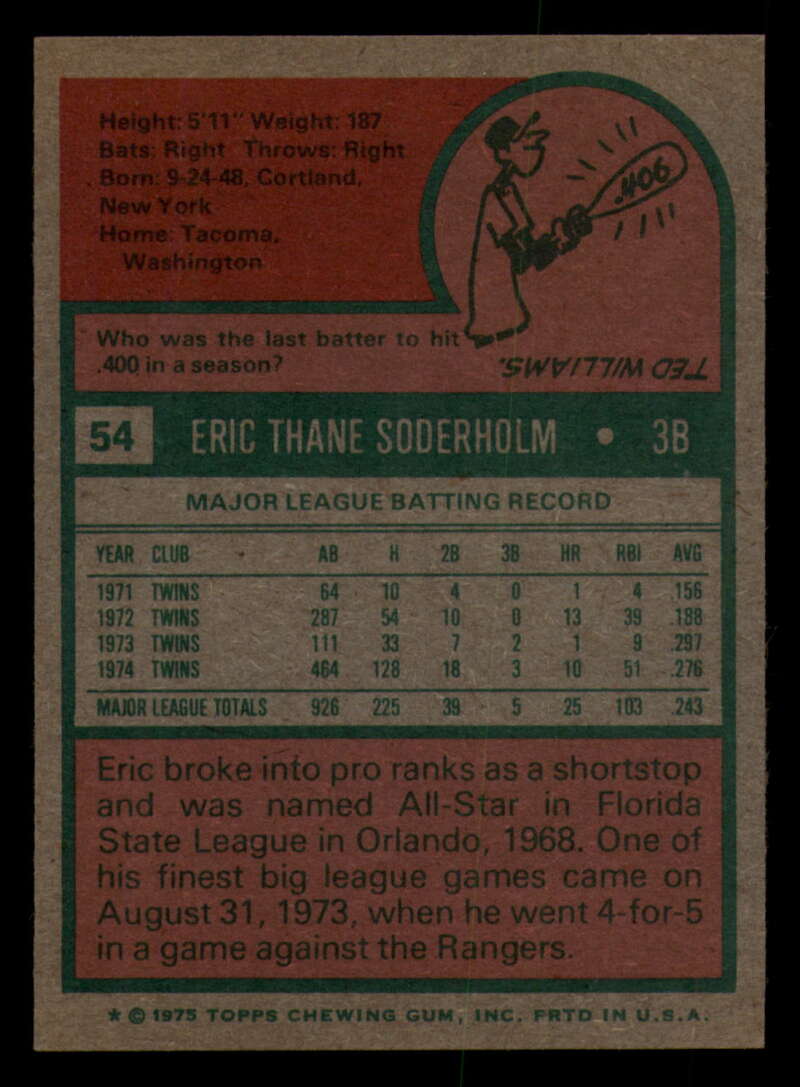 Height: 5'11" Weight: 187
Bats: Right Throws: Right
Born: 9-24-48, Cortland,
New York
Home: Tacoma,
Washington
.406
Who was the last batter to hit
.400 in a season?
TED WILLIAMS.
54 ERIC THANE SODERHOLM • 3B
MAJOR LEAGUE BATTING RECORD
YEAR CLUB AB H 2B 3B HR RBI AVG
1971 TWINS 64 10 4 0 1 4 .156
1972 TWINS 287 54 10 0 13 39 .188
1973 TWINS 111 33 7 2 1 9 .297
1974 TWINS 464 128 18 3 10 51 .276
MAJOR LEAGUE TOTALS 926 225 39 5 25 103 .243
Eric broke into pro ranks as a shortstop
and was named All-Star in Florida
State League in Orlando, 1968. One of
his finest big league games came on
August 31, 1973, when he went 4-for-5
in a game against the Rangers.
* © 1975 TOPPS CHEWING GUM, INC. PRTD IN U.S.A.